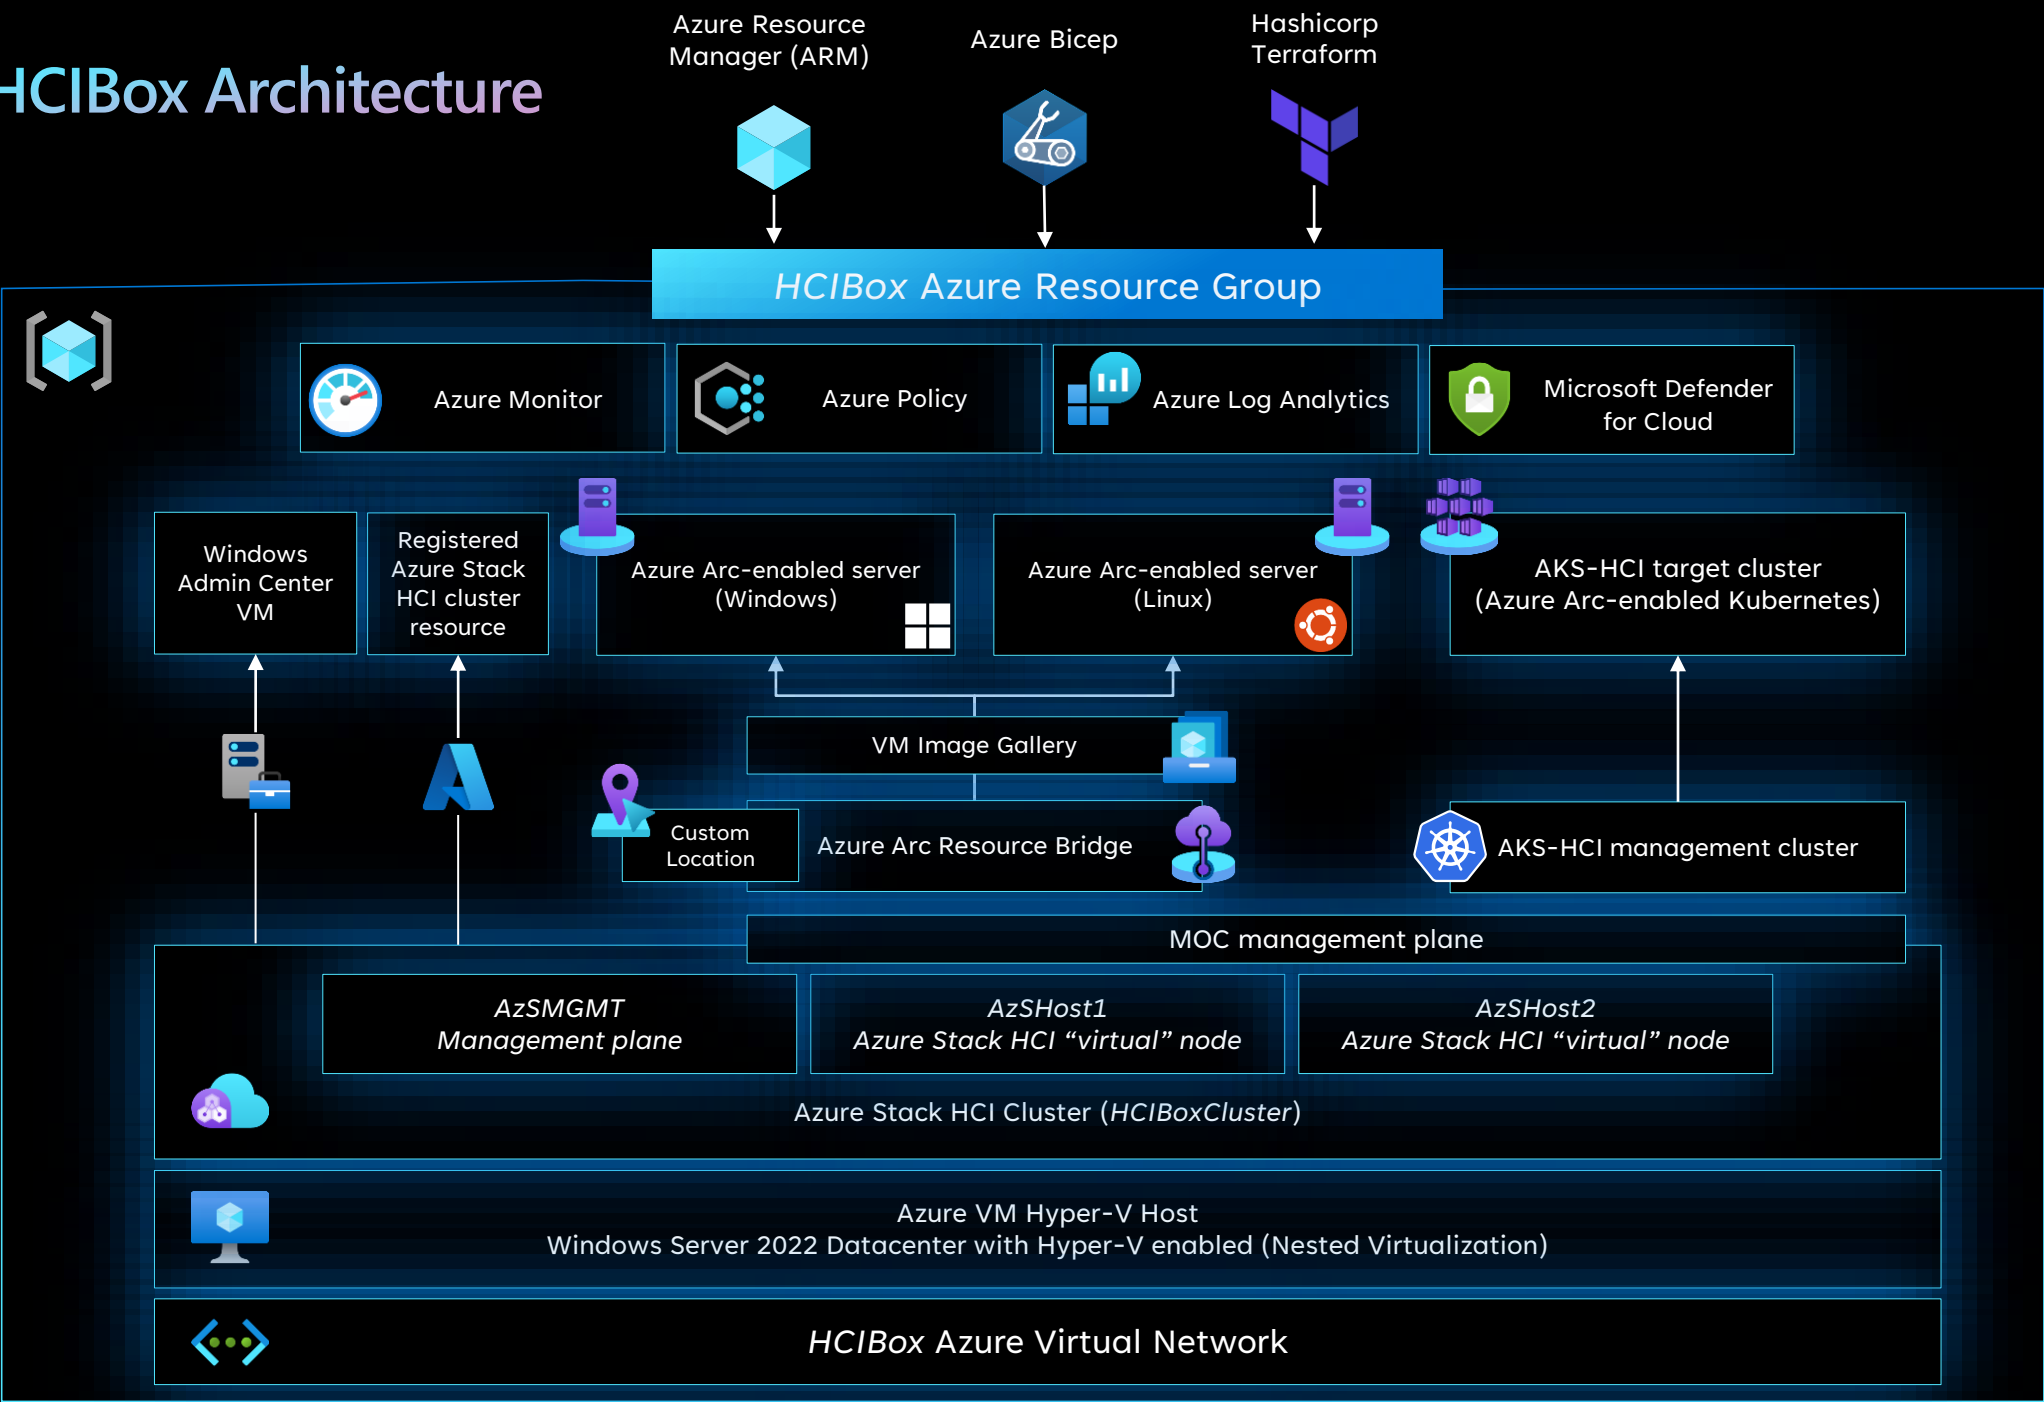 HCIBox Architecture
Azure Resource
Manager (ARM)
Azure Bicep
Hashicorp
Terraform
HCIBox Azure Resource Group
Azure Monitor
Azure Policy
Azure Log Analytics
Microsoft Defender
for Cloud
Windows
Admin Center
VM
Registered
Azure Stack
HCI cluster
resource
Azure Arc-enabled server
(Windows)
Azure Arc-enabled server
(Linux)
AKS-HCI target cluster
(Azure Arc-enabled Kubernetes)
VM Image Gallery
Custom
Location
Azure Arc Resource Bridge
AKS-HCI management cluster
MOC management plane
AzSMGMT
Management plane
AzSHost1
Azure Stack HCI “virtual” node
AzSHost2
Azure Stack HCI “virtual” node
Azure Stack HCI Cluster (HCIBoxCluster)
Azure VM Hyper-V Host
Windows Server 2022 Datacenter with Hyper-V enabled (Nested Virtualization)
HCIBox Azure Virtual Network